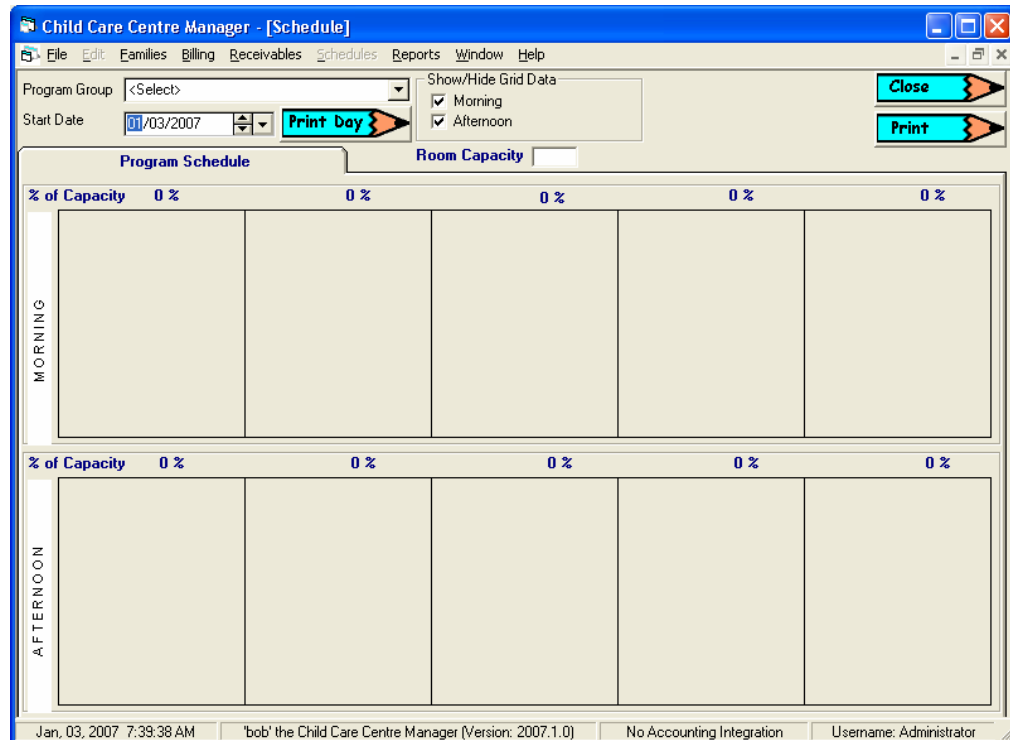 Child Care Centre Manager - [Schedule]
File Edit Families Billing Receivables Schedules Reports Window Help
Program Group <Select>
Show/Hide Grid Data
Morning
Afternoon
Start Date 01/03/2007
Print Day
Close
Print
Program Schedule
Room Capacity
% of Capacity 0 % 0 % 0 % 0 % 0 %
MORNING
% of Capacity 0 % 0 % 0 % 0 % 0 %
AFTERNOON
Jan, 03, 2007 7:39:38 AM 'bob' the Child Care Centre Manager (Version: 2007.1.0) No Accounting Integration Username: Administrator